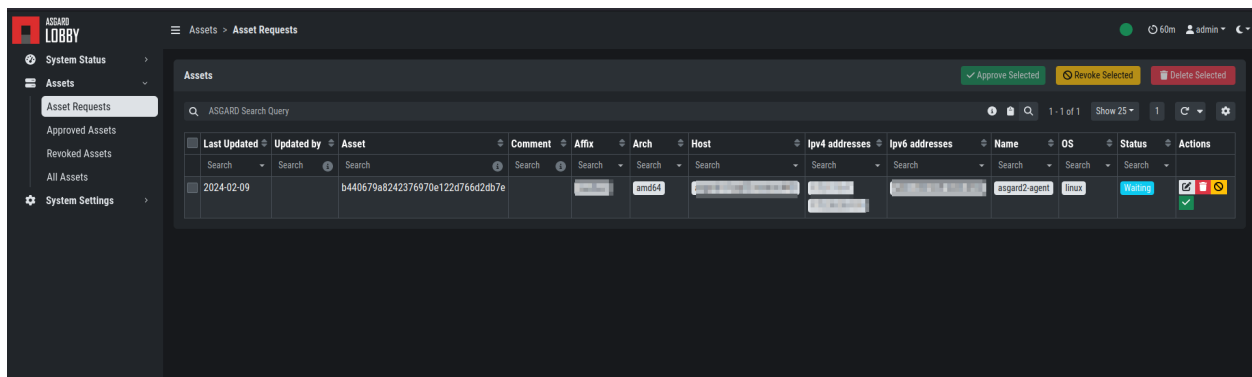 ASGARD
LOBBY
Assets > Asset Requests
60m
admin
System Status
Assets
Asset Requests
Approved Assets
Revoked Assets
All Assets
System Settings
Assets
Approve Selected
Revoke Selected
Delete Selected
ASGARD Search Query
1 - 1 of 1
Show 25
1
Last Updated Updated by Asset Comment Affix Arch Host Ipv4 addresses Ipv6 addresses Name OS Status Actions
Search Search Search Search Search Search Search Search Search Search Search Search
2024-02-09 b440679a8242376970e122d766d2db7e amd64 asgard2-agent linux Waiting